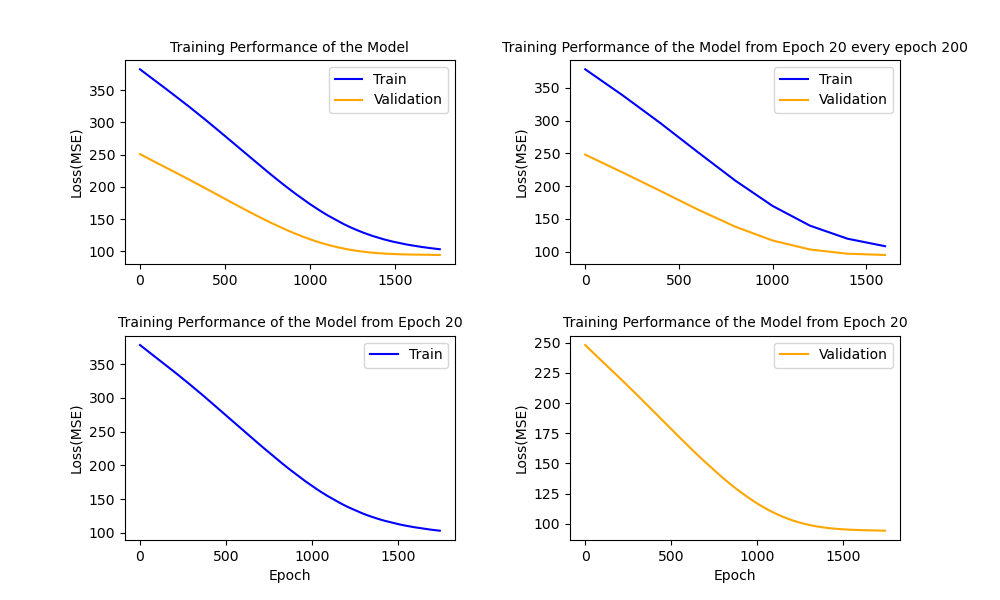 Training Performance of the Model
Loss(MSE)
350
300
250
200
150
100
0 500 1000 1500
Train
Validation
Training Performance of the Model from Epoch 20 every epoch 200
Loss(MSE)
350
300
250
200
150
100
0 500 1000 1500
Train
Validation
Training Performance of the Model from Epoch 20
Loss(MSE)
350
300
250
200
150
100
0 500 1000 1500
Epoch
Train
Training Performance of the Model from Epoch 20
Loss(MSE)
250
225
200
175
150
125
100
0 500 1000 1500
Epoch
Validation